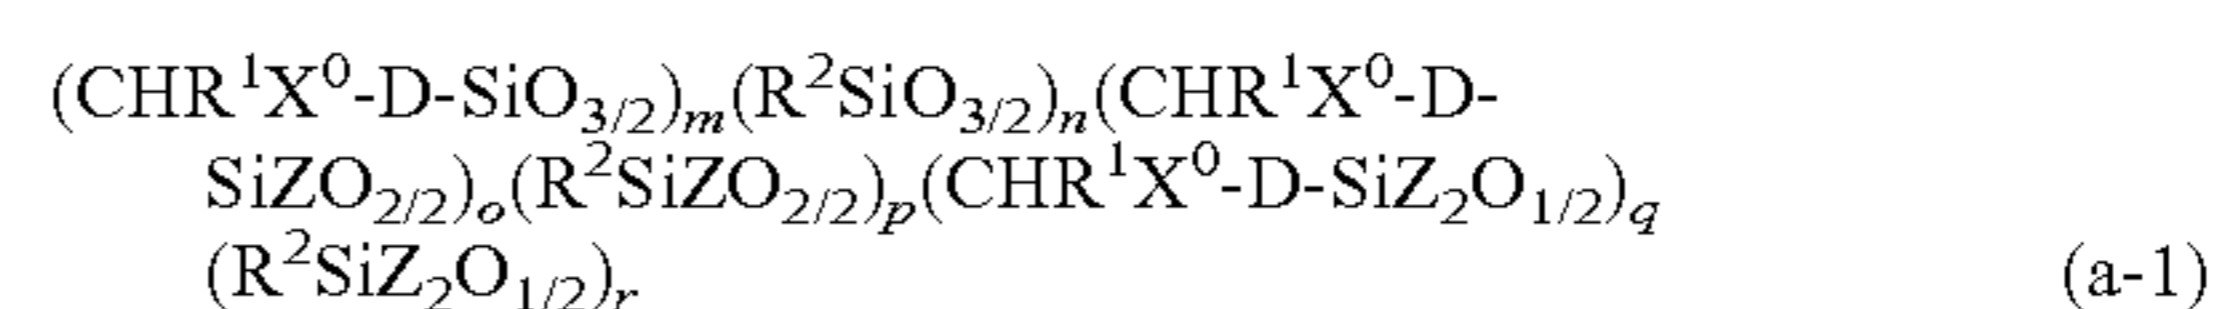 (CHR¹X⁰-D-SiO₃/₂)ₘ(R²SiO₃/₂)ₙ(CHR¹X⁰-D-
SiZO₂/₂)ₒ(R²SiZO₂/₂)ₚ(CHR¹X⁰-D-SiZ₂O₁/₂)q
(R²SiZ₂O₁/₂)ᵣ (a-1)